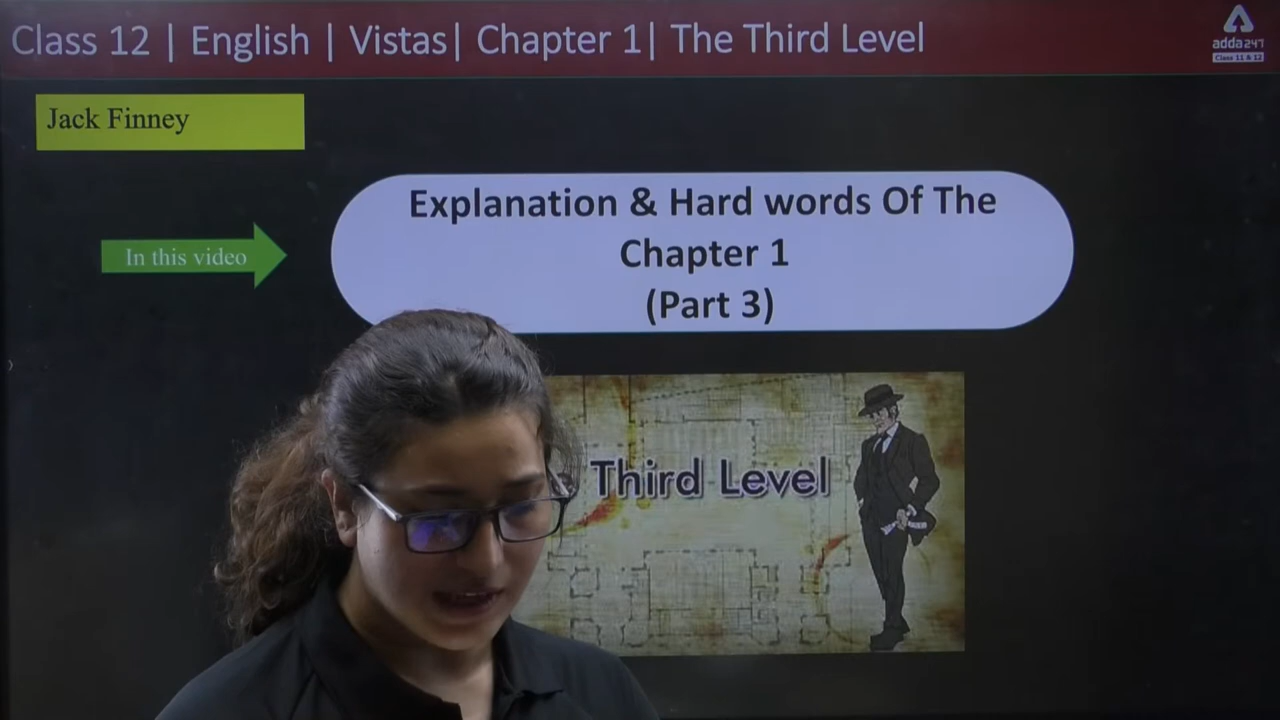 Class 12 | English | Vistas| Chapter 1| The Third Level
adda247
Class 11 & 12
Jack Finney
Explanation & Hard words Of The
Chapter 1
(Part 3)
In this video
Third Level